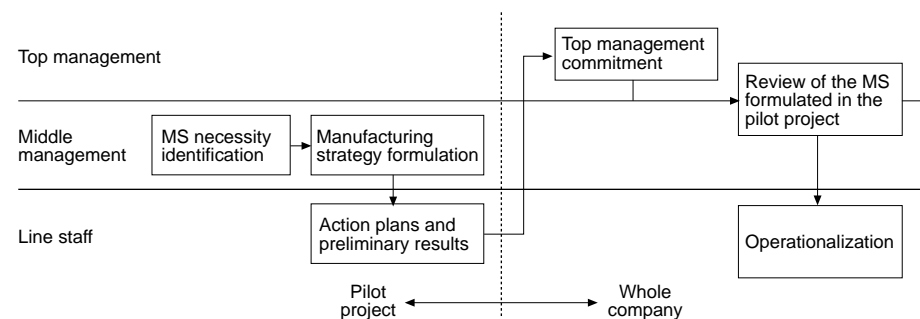 Top management
Top management
commitment
Review of the MS
formulated in the
pilot project
Middle
management
MS necessity
identification
Manufacturing
strategy formulation
Line staff
Action plans and
preliminary results
Operationalization
Pilot
project
Whole
company